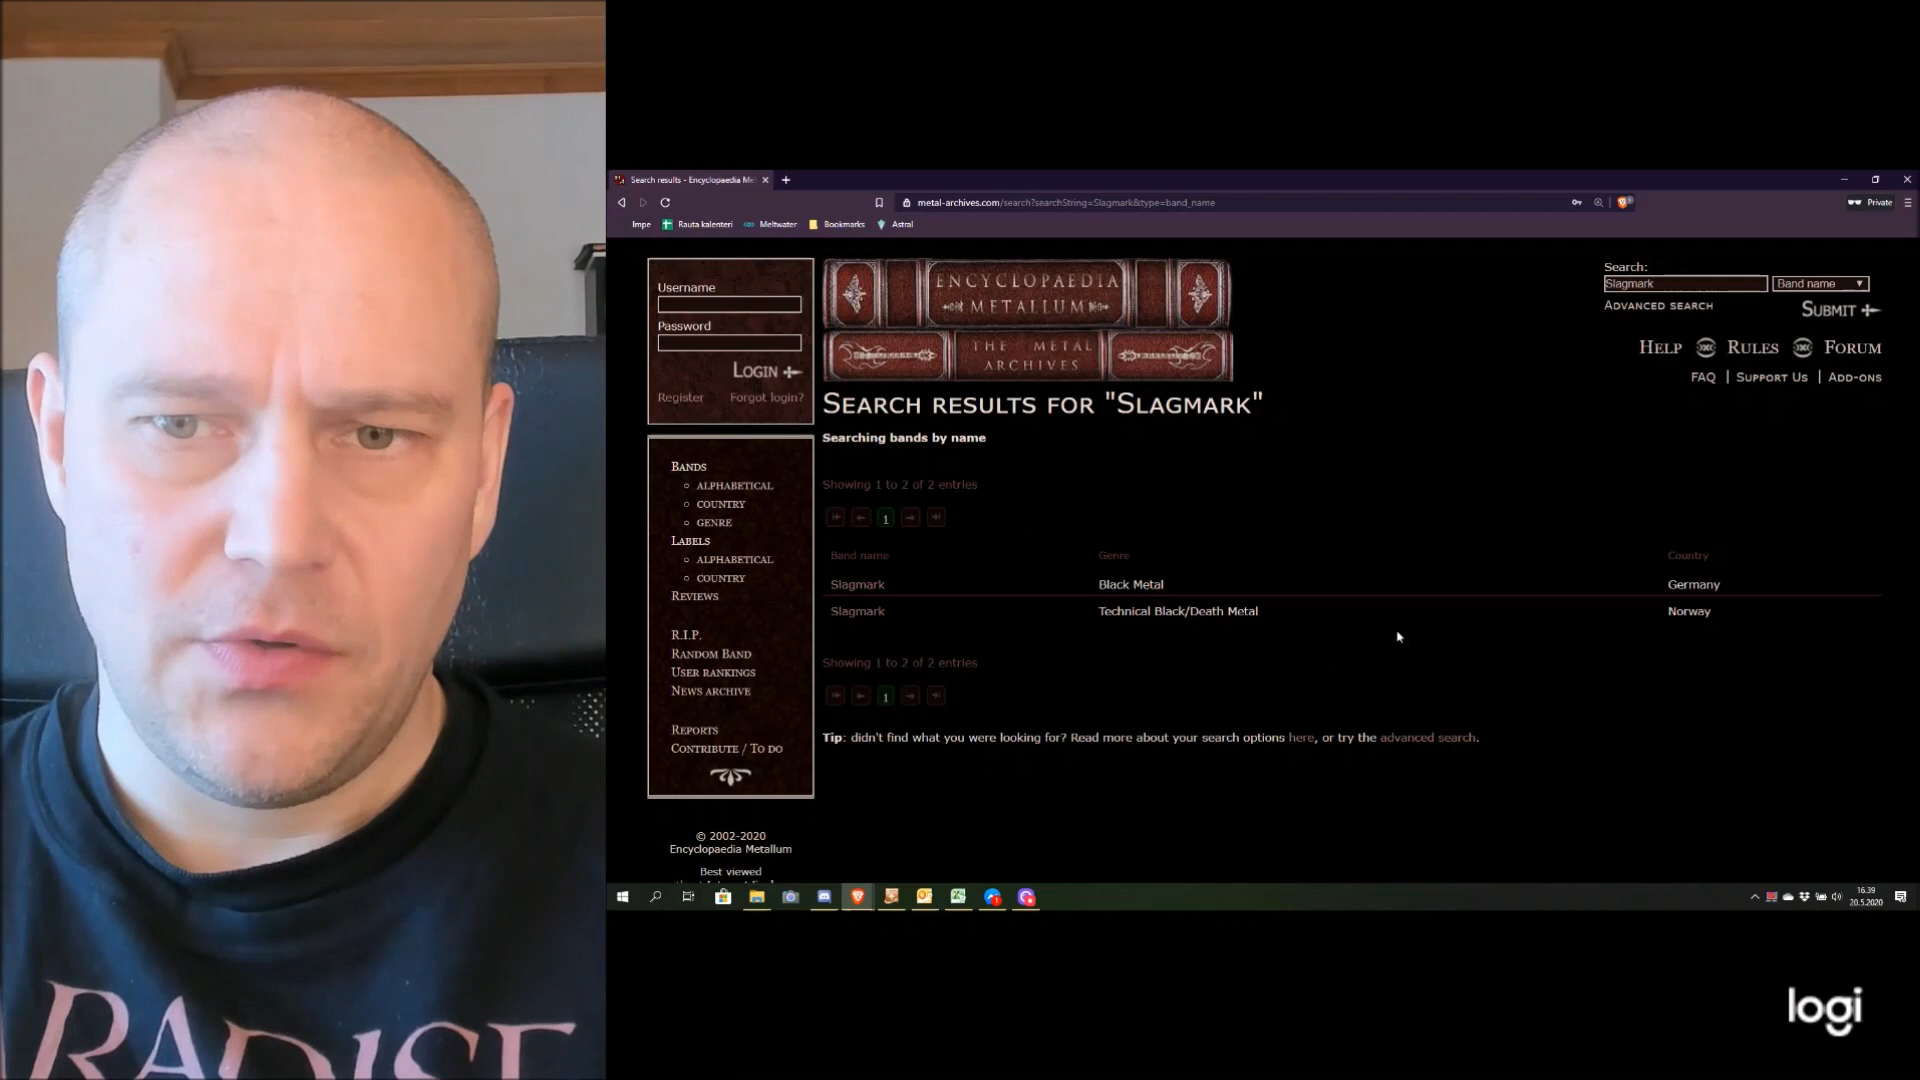 Search results - Encyclopaedia Me
metal-archives.com/search?searchString=Slagmark&type=band_name
Private
Impe
Rauta kalenteri
Meltwater
Bookmarks
Astral
Username
Password
LOGIN
Register
Forgot login?
ENCYCLOPAEDIA
METALLUM
THE METAL
ARCHIVES
Search:
Slagmark
Band name
ADVANCED SEARCH
SUBMIT
HELP
RULES
FORUM
FAQ | SUPPORT US | ADD-ONS
SEARCH RESULTS FOR "SLAGMARK"
Searching bands by name
Showing 1 to 2 of 2 entries
1
Band name Genre Country
Slagmark Black Metal Germany
Slagmark Technical Black/Death Metal Norway
Showing 1 to 2 of 2 entries
1
Tip: didn't find what you were looking for? Read more about your search options here, or try the advanced search.
BANDS
ALPHABETICAL
COUNTRY
GENRE
LABELS
ALPHABETICAL
COUNTRY
REVIEWS
R.I.P.
RANDOM BAND
USER RANKINGS
NEWS ARCHIVE
REPORTS
CONTRIBUTE / TO DO
© 2002-2020
Encyclopaedia Metallum
Best viewed
16.39
20.5.2020
logi